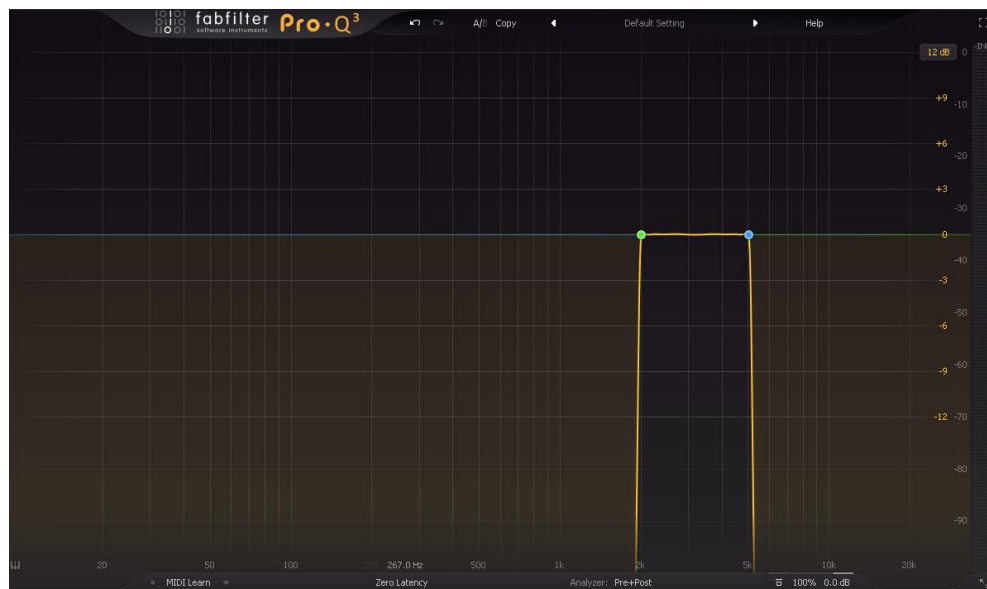 fabfilter Pro·Q 3
software instruments
A/B Copy Default Setting Help
12 dB 0
+9 -10
+6 -20
+3 -30
0 -40
-3 -50
-6 -60
-9
-12 -70
-80
-90
20 50 100 200 267.0 Hz 500 1k 2k 5k 10k 20k
MIDI Learn Zero Latency Analyzer: Pre+Post 100% 0.0 dB